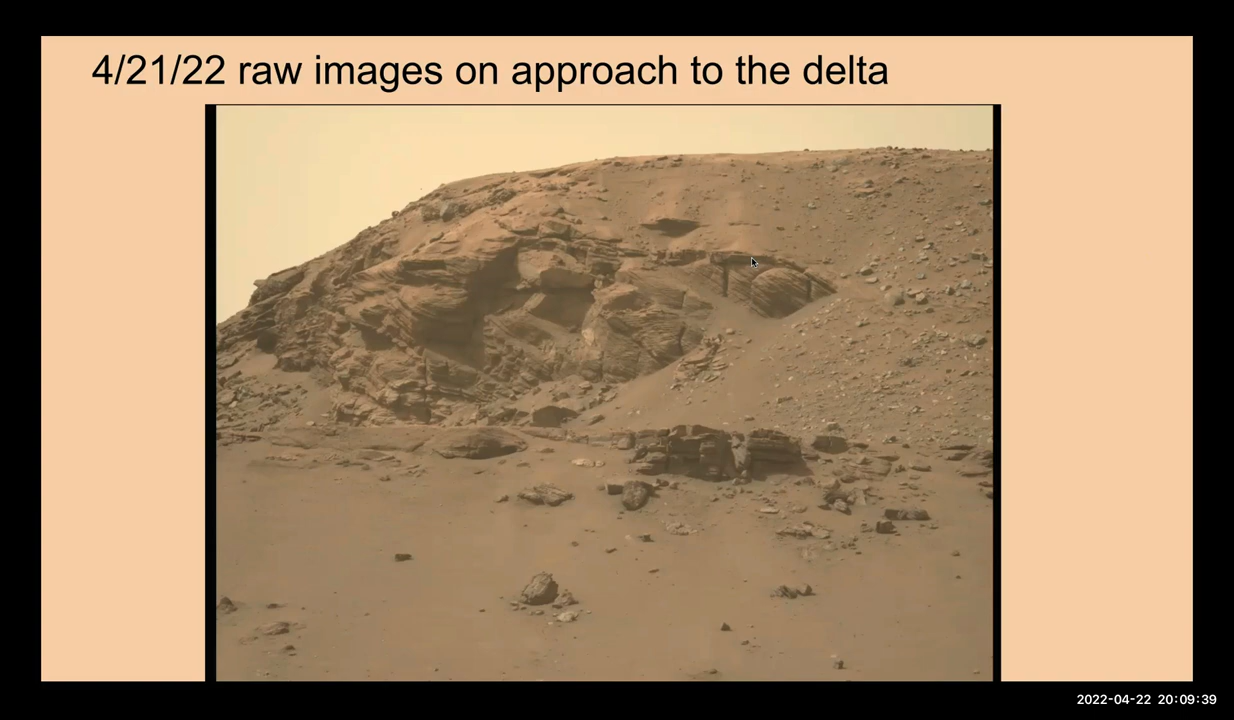 4/21/22 raw images on approach to the delta
2022-04-22 20:09:39